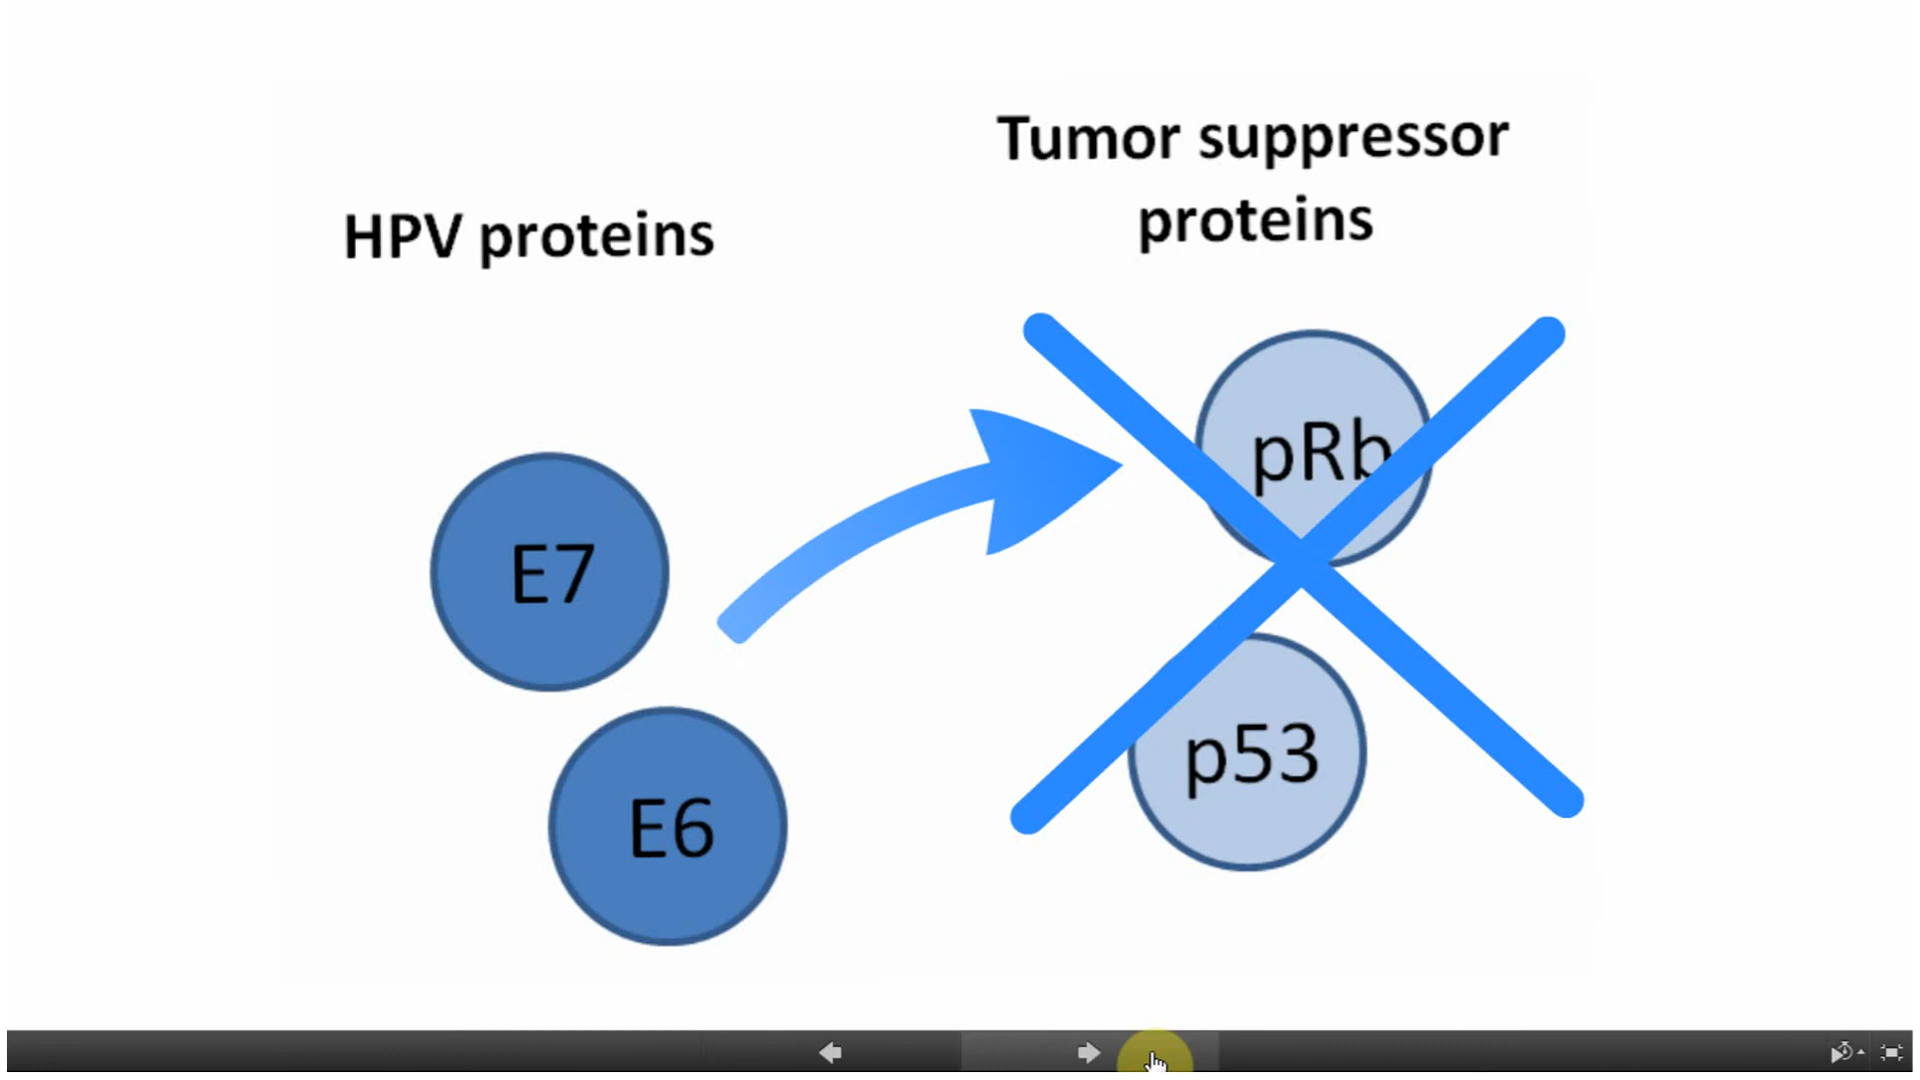 HPV proteins
Tumor suppressor
proteins
E7
E6
pRb
p53